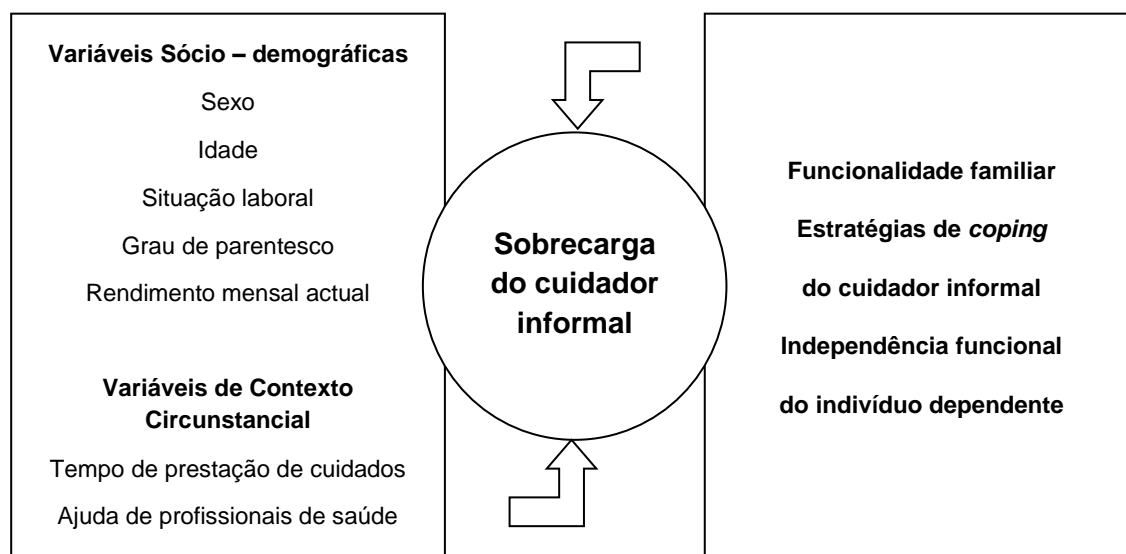 Variáveis Sócio – demográficas
Sexo
Idade
Situação laboral
Grau de parentesco
Rendimento mensal actual
Variáveis de Contexto
Circunstancial
Tempo de prestação de cuidados
Ajuda de profissionais de saúde
Sobrecarga
do cuidador
informal
Funcionalidade familiar
Estratégias de coping
do cuidador informal
Independência funcional
do indivíduo dependente